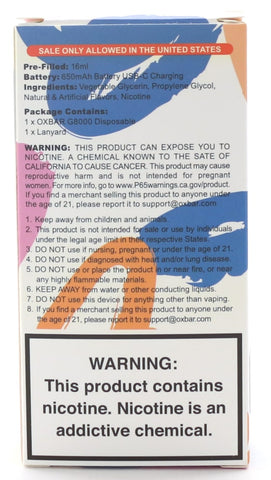 SALE ONLY ALLOWED IN THE UNITED STATES
Pre-Filled: 16ml
Battery: 650mAh Battery USB-C Charging
Ingredients: Vegetable Glycerin, Propylene Glycol,
Natural & Artificial Flavors, Nicotine
Package Contains:
1 x OXBAR G8000 Disposable
1 x Lanyard
WARNING: THIS PRODUCT CAN EXPOSE YOU TO
NICOTINE. A CHEMICAL KNOWN TO THE SATE OF
CALIFORNIA TO CAUSE CANCER. This product may cause
reproductive harm and is not intended for pregnant
women. For more info, go to www.P65warnings.ca.gov/product.
If you find a merchant selling this product to anyone under
the age of 21, please report it to support@oxbar.com
1. Keep away from children and animals.
2. This product is not intended for sale or use by individuals
under the legal age limit in their respective States.
3. DO NOT use if nursing, pregnant or under the age of 21.
4. DO NOT use if diagnosed with heart and/or lung disease.
5. DO NOT use or place the product in or near fire, or near
any highly flammable materials.
6. KEEP AWAY from water or other conducting liquids.
7. DO NOT use this device for anything other than vaping.
8. If you find a merchant selling this product to anyone under
the age of 21, please report it to support@oxbar.com
WARNING:
This product contains
nicotine. Nicotine is an
addictive chemical.